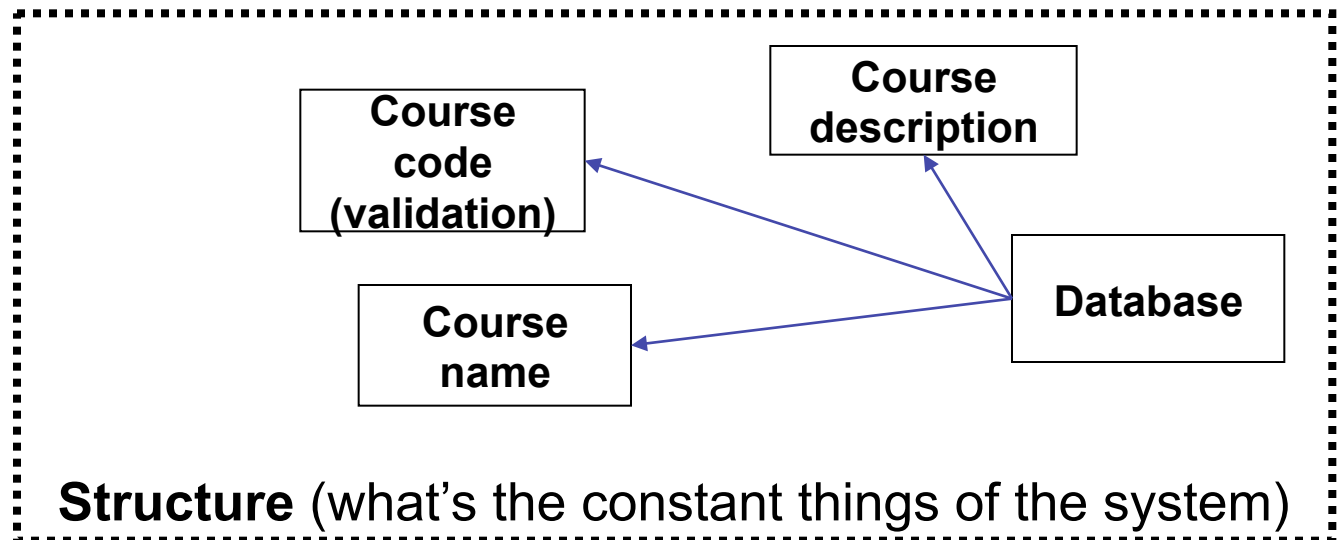 Course
description
Course
code
(validation)
Database
Course
name
Structure (what’s the constant things of the system)